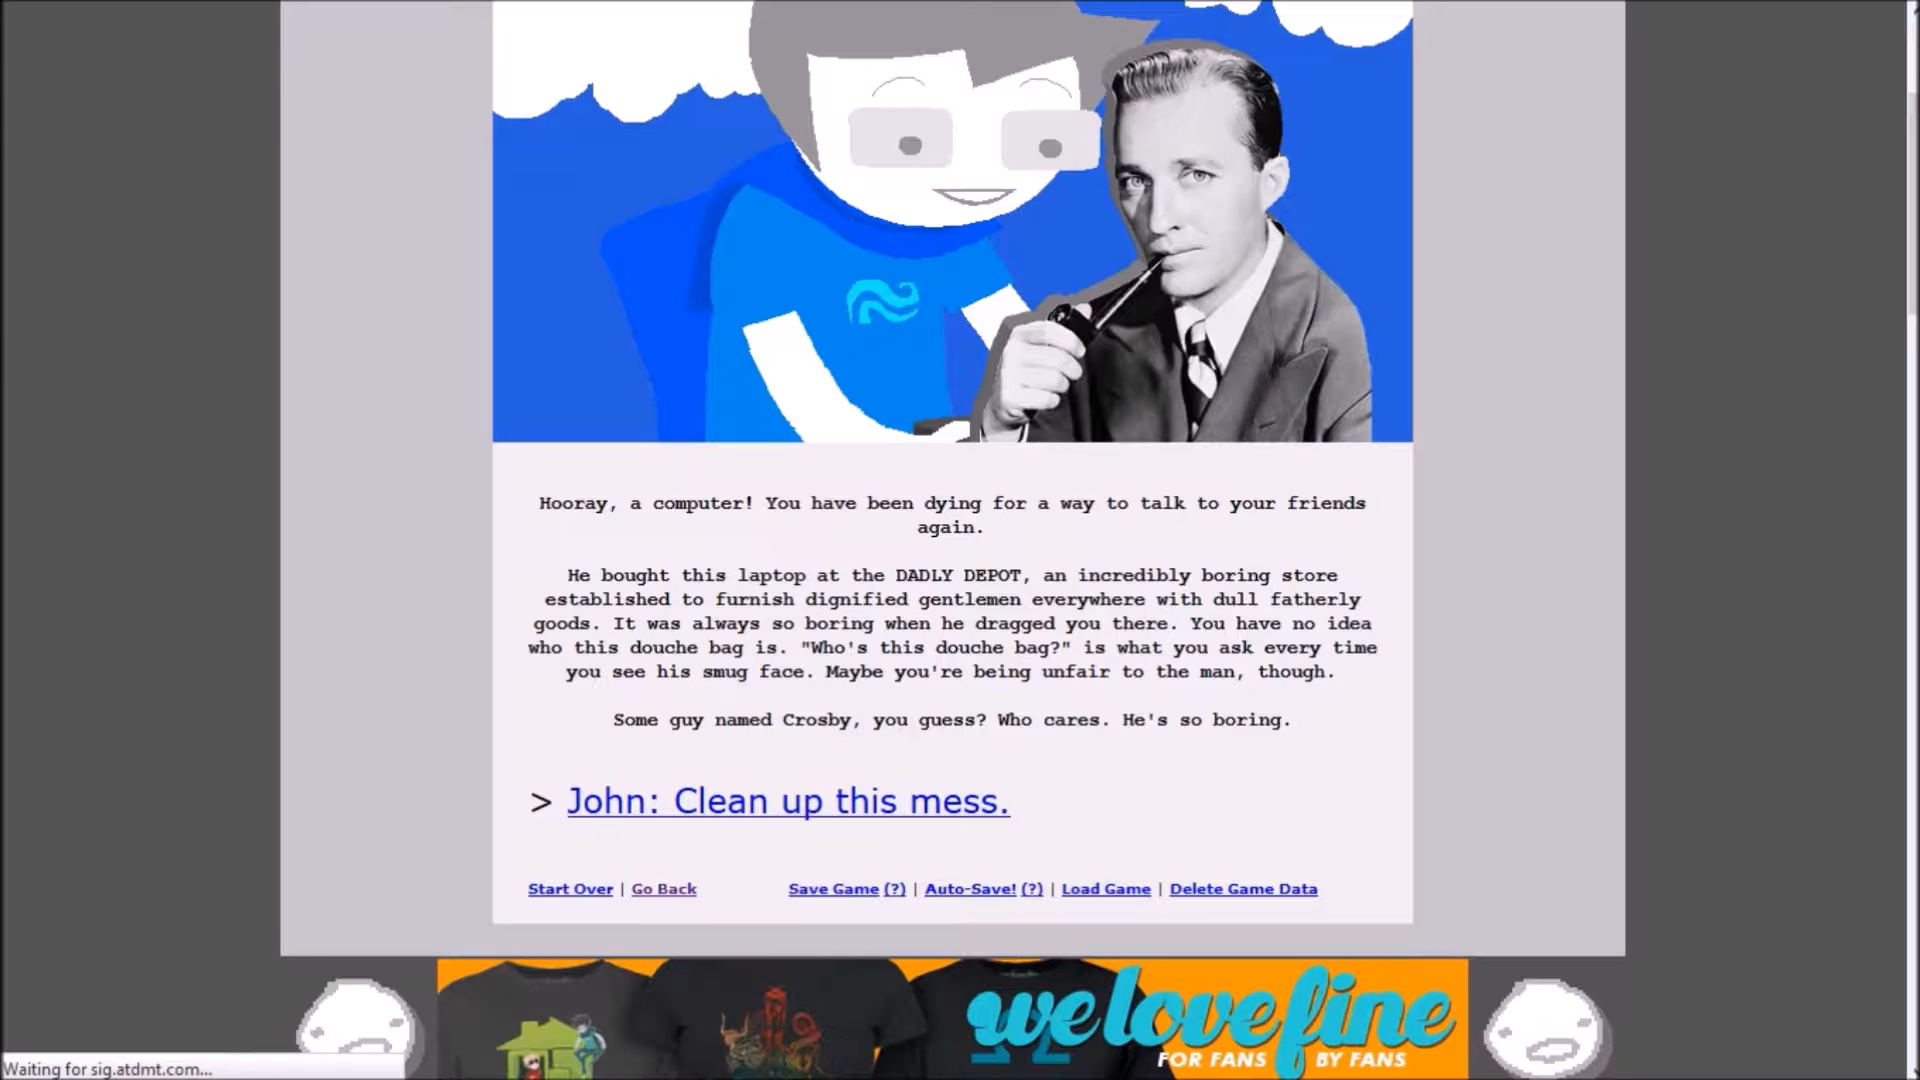 Hooray, a computer! You have been dying for a way to talk to your friends
again.
He bought this laptop at the DADLY DEPOT, an incredibly boring store
established to furnish dignified gentlemen everywhere with dull fatherly
goods. It was always so boring when he dragged you there. You have no idea
who this douche bag is. "Who's this douche bag?" is what you ask every time
you see his smug face. Maybe you're being unfair to the man, though.
Some guy named Crosby, you guess? Who cares. He's so boring.
> John: Clean up this mess.
Start Over | Go Back Save Game (?) | Auto-Save! (?) | Load Game | Delete Game Data
welovefine
FOR FANS BY FANS
Waiting for sig.atdmt.com...